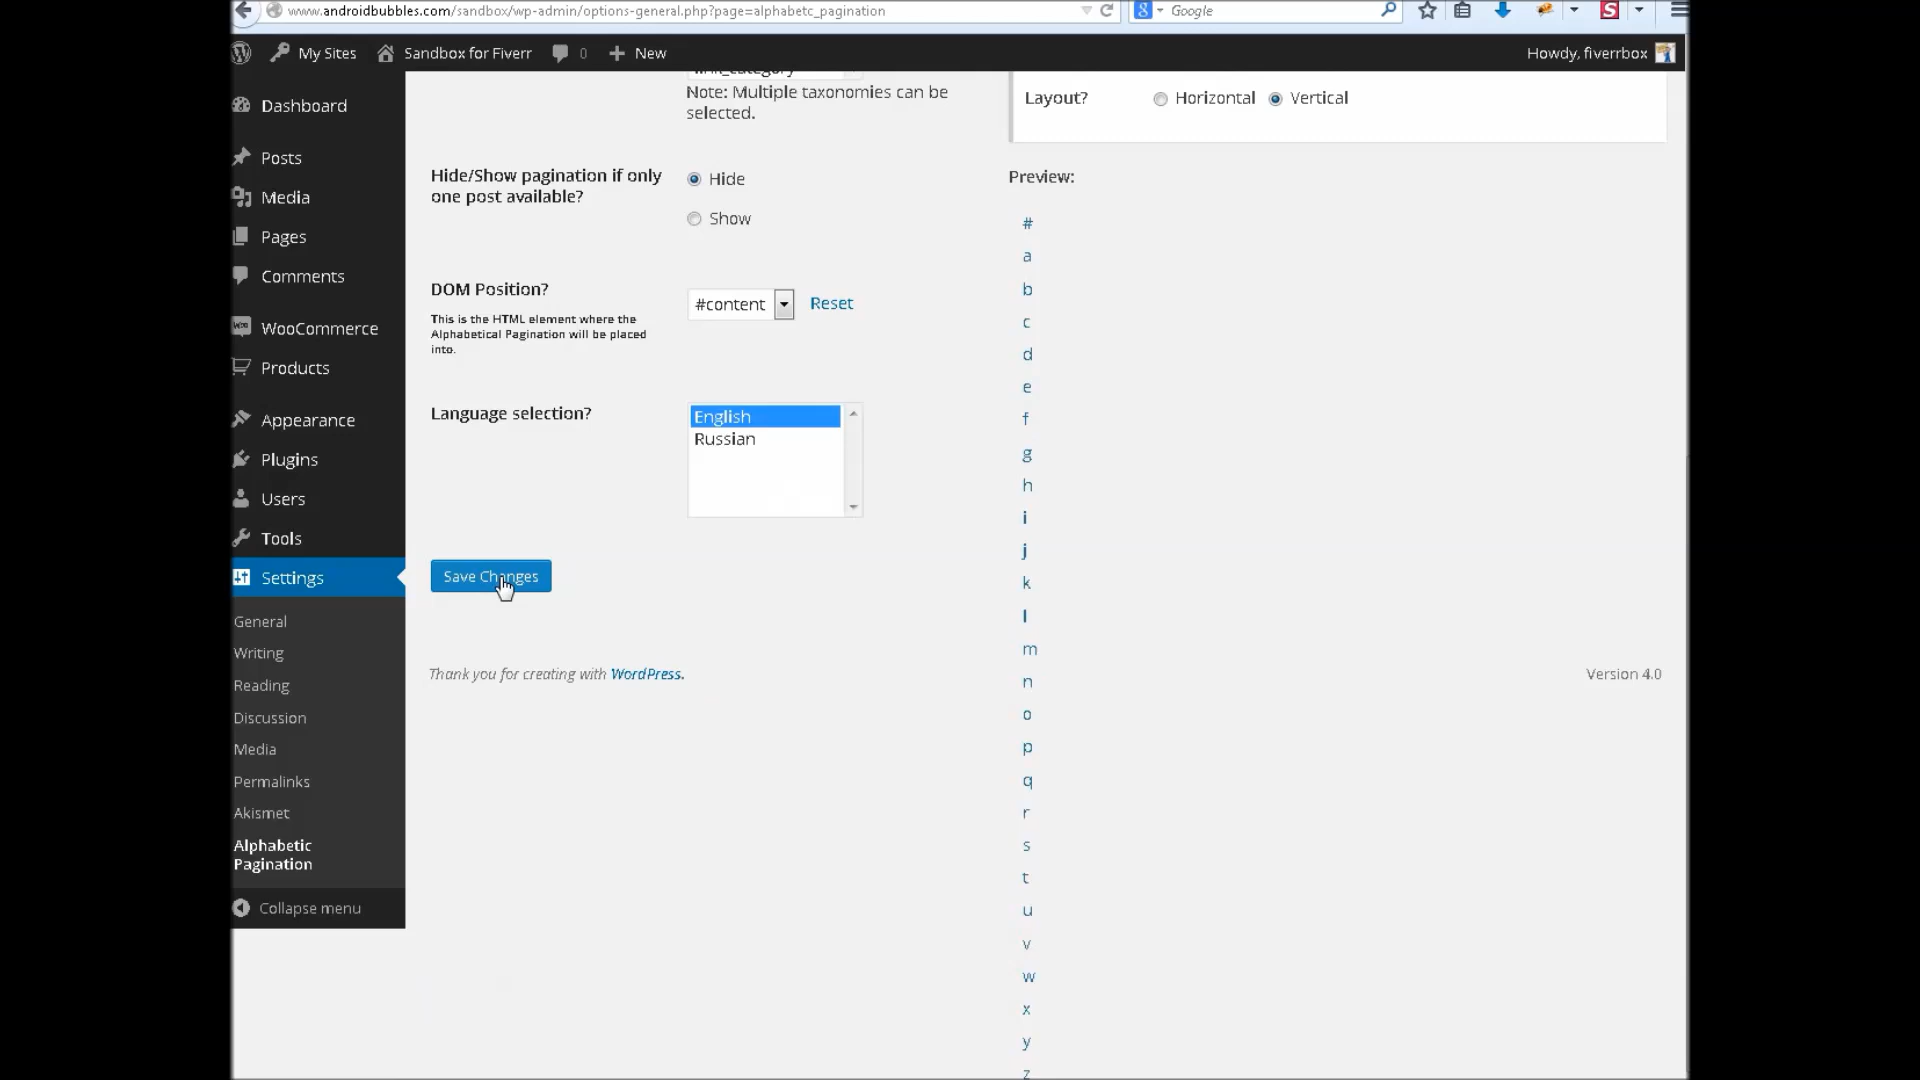 www.androidbubbles.com/sandbox/wp-admin/options-general.php?page=alphabetc_pagination
Google
My Sites
Sandbox for Fiverr
0
New
Howdy, fiverrbox
Dashboard
Posts
Media
Pages
Comments
WooCommerce
Products
Appearance
Plugins
Users
Tools
Settings
General
Writing
Reading
Discussion
Media
Permalinks
Akismet
Alphabetic
Pagination
Collapse menu
link_category
Note: Multiple taxonomies can be
selected.
Hide/Show pagination if only
one post available?
Hide
Show
DOM Position?
This is the HTML element where the
Alphabetical Pagination will be placed
into.
#content
Reset
Language selection?
English
Russian
Save Changes
Thank you for creating with WordPress.
Version 4.0
Layout?
Horizontal
Vertical
Preview:
#
a
b
c
d
e
f
g
h
i
j
k
l
m
n
o
p
q
r
s
t
u
v
w
x
y
z